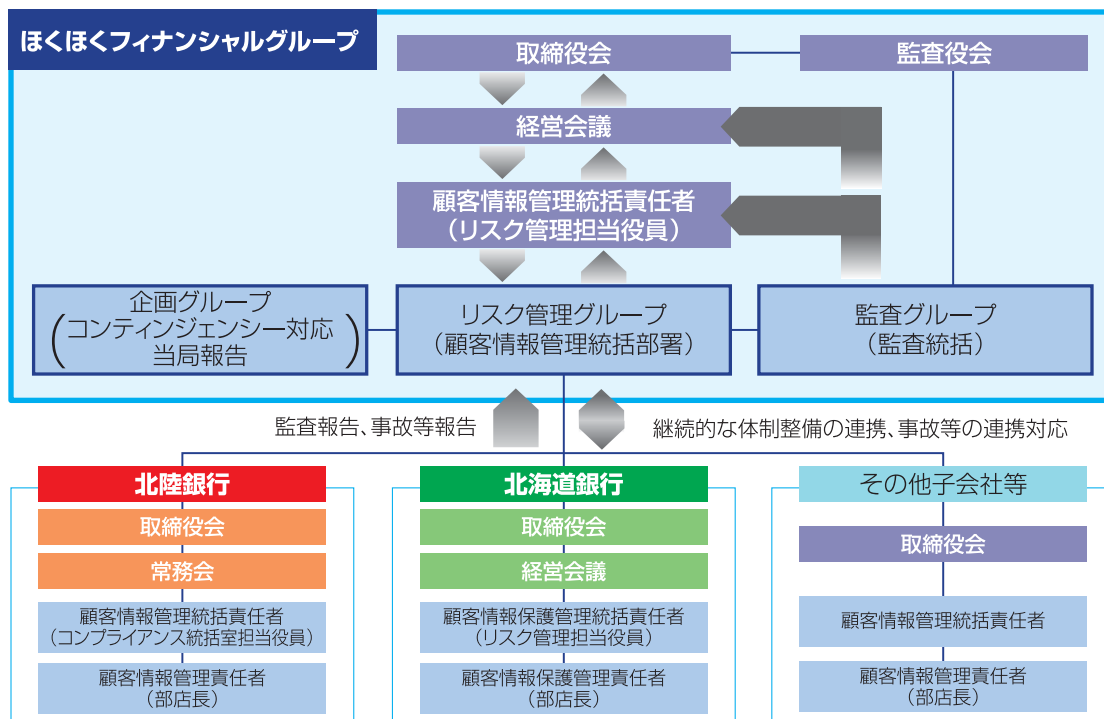 ほくほくフィナンシャルグループ
取締役会
監査役会
経営会議
顧客情報管理統括責任者
(リスク管理担当役員)
企画グループ
(コンティンジェンシー対応
当局報告)
リスク管理グループ
(顧客情報管理統括部署)
監査グループ
(監査統括)
監査報告、事故等報告
継続的な体制整備の連携、事故等の連携対応
北陸銀行
取締役会
常務会
顧客情報管理統括責任者
(コンプライアンス統括室担当役員)
顧客情報管理責任者
(部店長)
北海道銀行
取締役会
経営会議
顧客情報保護管理統括責任者
(リスク管理担当役員)
顧客情報保護管理責任者
(部店長)
その他子会社等
取締役会
顧客情報管理統括責任者
顧客情報管理責任者
(部店長)